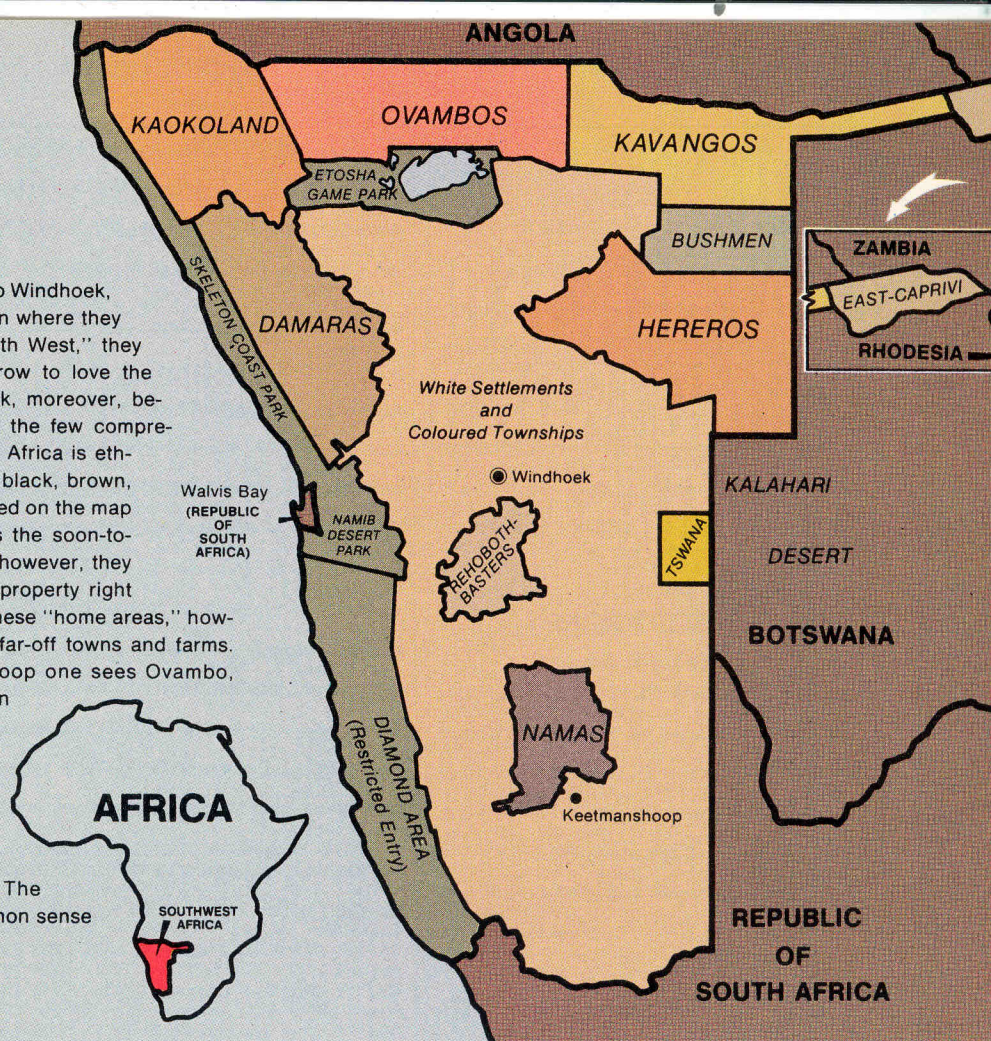 ANGOLA
KAOKOLAND
OVAMBOS
KAVANGOS
ETOSHA
GAME PARK
BUSHMEN
ZAMBIA
EAST-CAPRIVI
RHODESIA
SKELETON COAST PARK
DAMARAS
HEREROS
White Settlements
and
Coloured Townships
Windhoek
KALAHARI
DESERT
Walvis Bay
(REPUBLIC
OF
SOUTH
AFRICA)
NAMIB
DESERT
PARK
REHOBOTH-
BASTERS
TSWANA
BOTSWANA
NAMAS
Keetmanshoop
DIAMOND AREA
(Restricted Entry)
REPUBLIC
OF
SOUTH AFRICA
Windhoek,
n where they
th West," they
row to love the
k, moreover, be-
the few compre-
Africa is eth-
black, brown,
ed on the map
s the soon-to-
however, they
property right
hese "home areas," how-
far-off towns and farms.
oop one sees Ovambo,
n
AFRICA
SOUTHWEST
AFRICA
The
mon sense